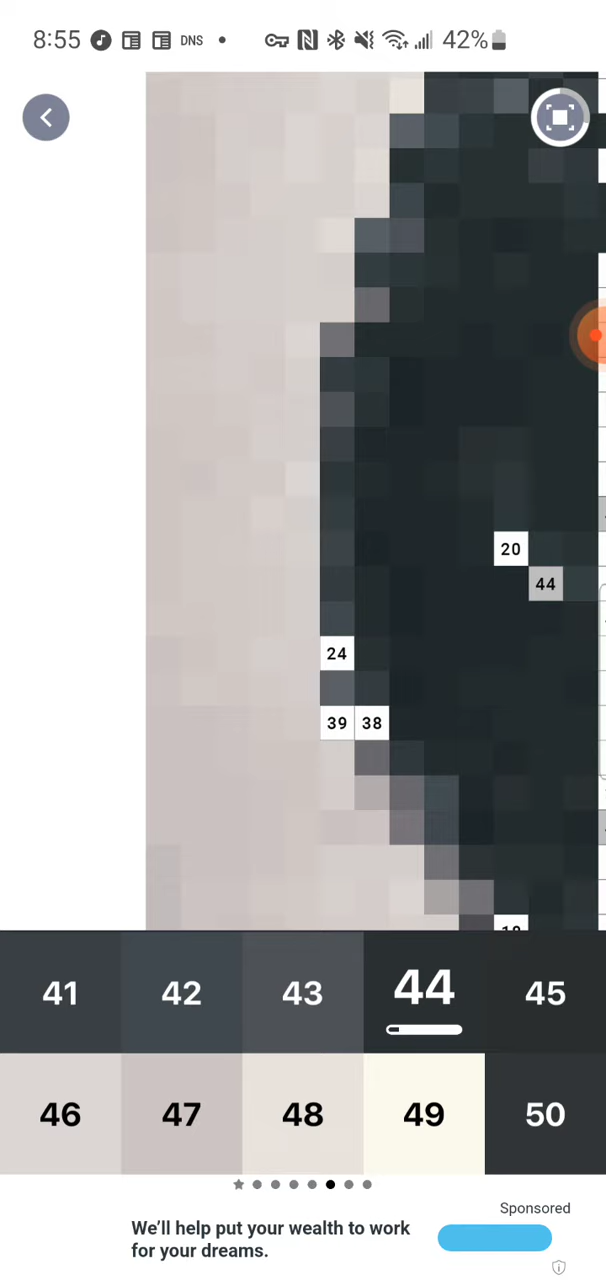 8:55 DNS 42%
20
44
24
39 38
41 42 43 44 45
46 47 48 49 50
Sponsored
We'll help put your wealth to work
for your dreams.